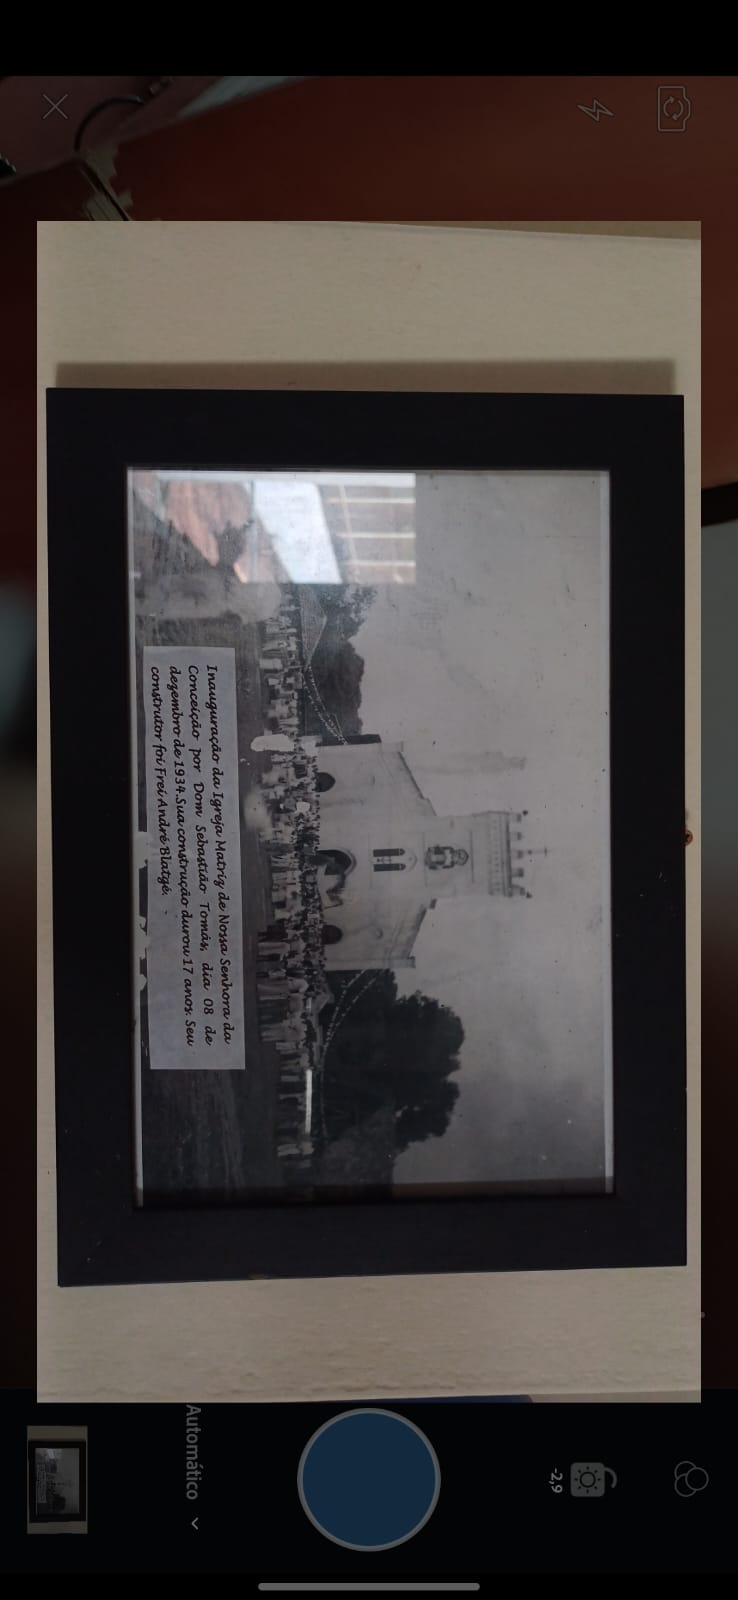 Inauguração da Igreja Matriz de Nossa Senhora da
Conceição por Dom Sebastião Tomás, dia 08 de
dezembro de 1934.Sua construção durou 17 anos. Seu
construtor foi Frei André Blatgé.
Automático
-2,9